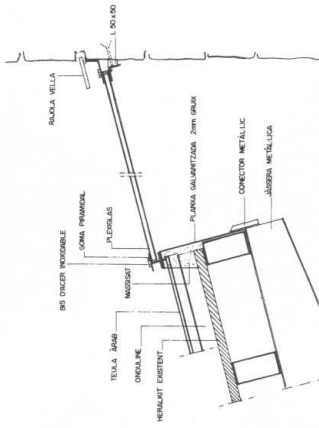 RAJOLA VELLA
L 50 x 50
BIS D'ACER INOXIDABLE
GOMA PIRAMIDAL
PLEXIGLAS
MASSISAT
PLANXA GALVANITZADA 2mm GRUIX
CONECTOR METÀL·LIC
JÀSSERA METÀL·LICA
TEULA ÀRAB
ONDULINE
HERALKIT EXISTENT